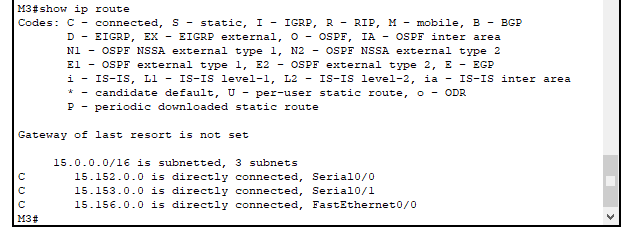 M3#show ip route
Codes: C - connected, S - static, I - IGRP, R - RIP, M - mobile, B - BGP
       D - EIGRP, EX - EIGRP external, O - OSPF, IA - OSPF inter area
       N1 - OSPF NSSA external type 1, N2 - OSPF NSSA external type 2
       E1 - OSPF external type 1, E2 - OSPF external type 2, E - EGP
       i - IS-IS, L1 - IS-IS level-1, L2 - IS-IS level-2, ia - IS-IS inter area
       * - candidate default, U - per-user static route, o - ODR
       P - periodic downloaded static route
Gateway of last resort is not set
     15.0.0.0/16 is subnetted, 3 subnets
C       15.152.0.0 is directly connected, Serial0/0
C       15.153.0.0 is directly connected, Serial0/1
C       15.156.0.0 is directly connected, FastEthernet0/0
M3#